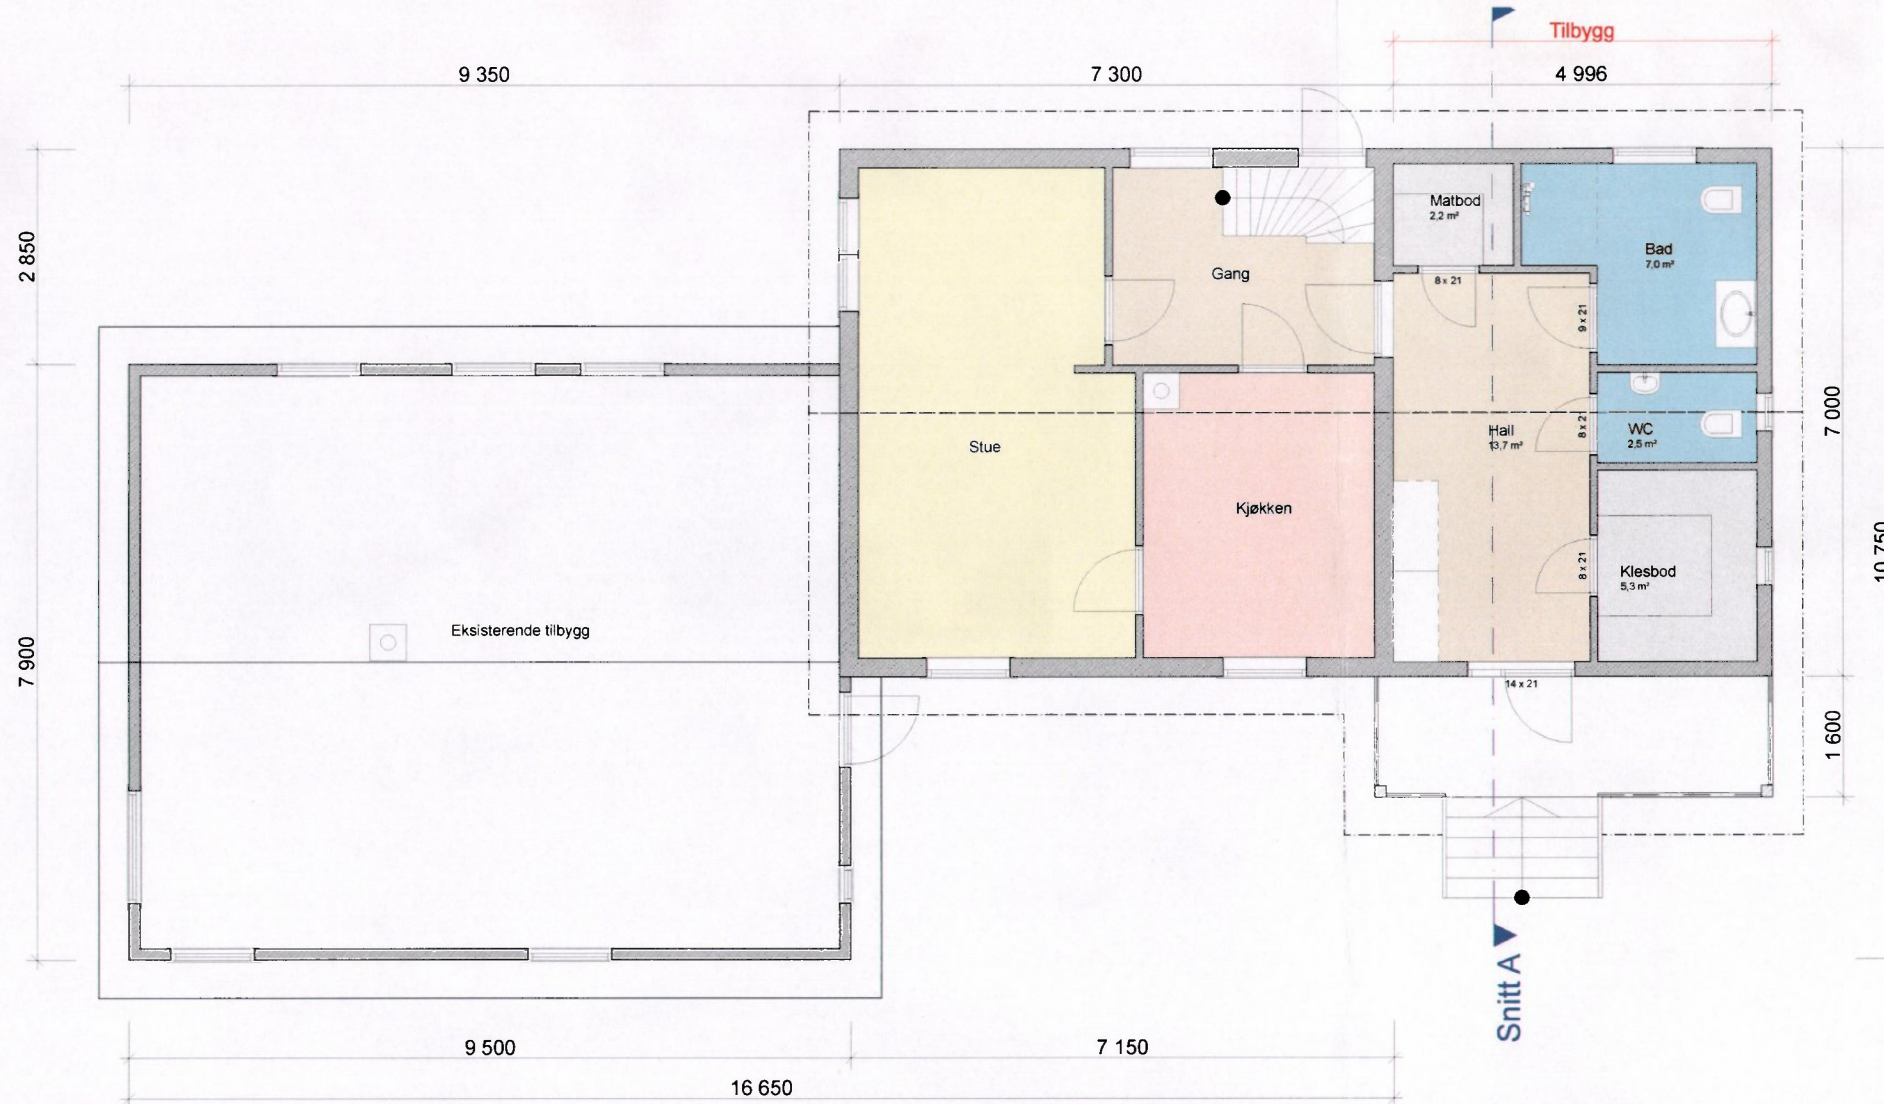 Tilbygg
9 350
7 300
4 996
2 850
Matbod
2,2 m²
Bad
7,0 m²
Gang
8 x 21
9 x 21
7 000
Stue
Hall
13,7 m²
8 x 21
WC
2,5 m²
Kjøkken
10 750
8 x 21
Klesbod
5,3 m²
Eksisterende tilbygg
7 900
14 x 21
1 600
Snitt A
9 500
7 150
16 650